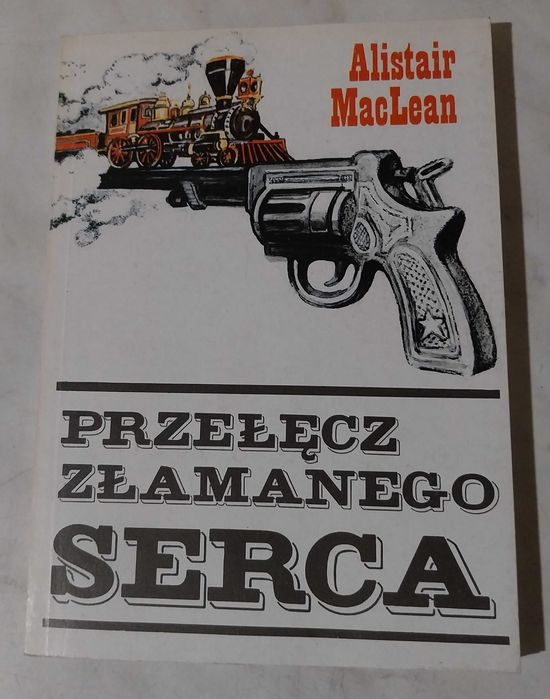 Alistair
MacLean
PRZEŁĘCZ
ZŁAMANEGO
SERCA